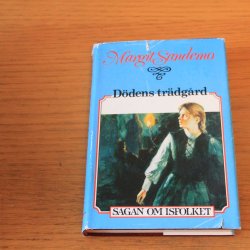 Margit Sandemo
Dödens trädgård
SAGAN OM ISFOLKET